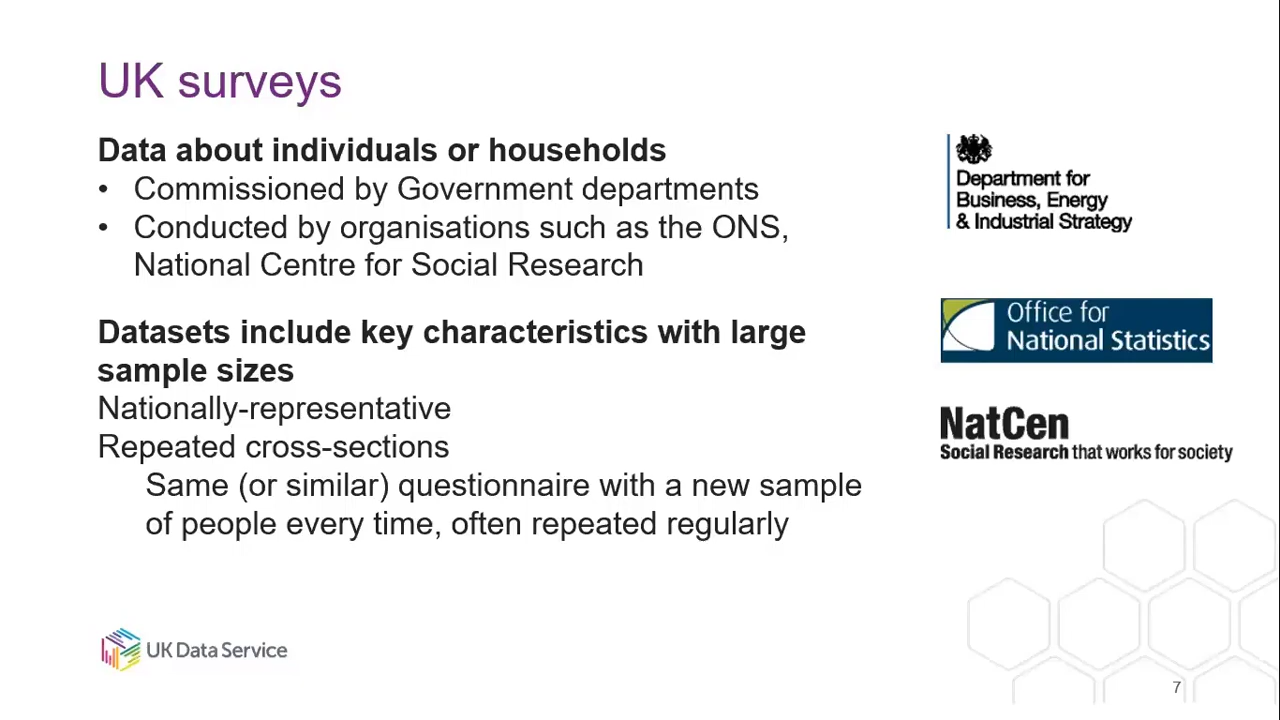 UK surveys
Data about individuals or households
• Commissioned by Government departments
• Conducted by organisations such as the ONS,
National Centre for Social Research
Datasets include key characteristics with large
sample sizes
Nationally-representative
Repeated cross-sections
Same (or similar) questionnaire with a new sample
of people every time, often repeated regularly
Department for
Business, Energy
& Industrial Strategy
Office for
National Statistics
NatCen
Social Research that works for society
UK Data Service
7